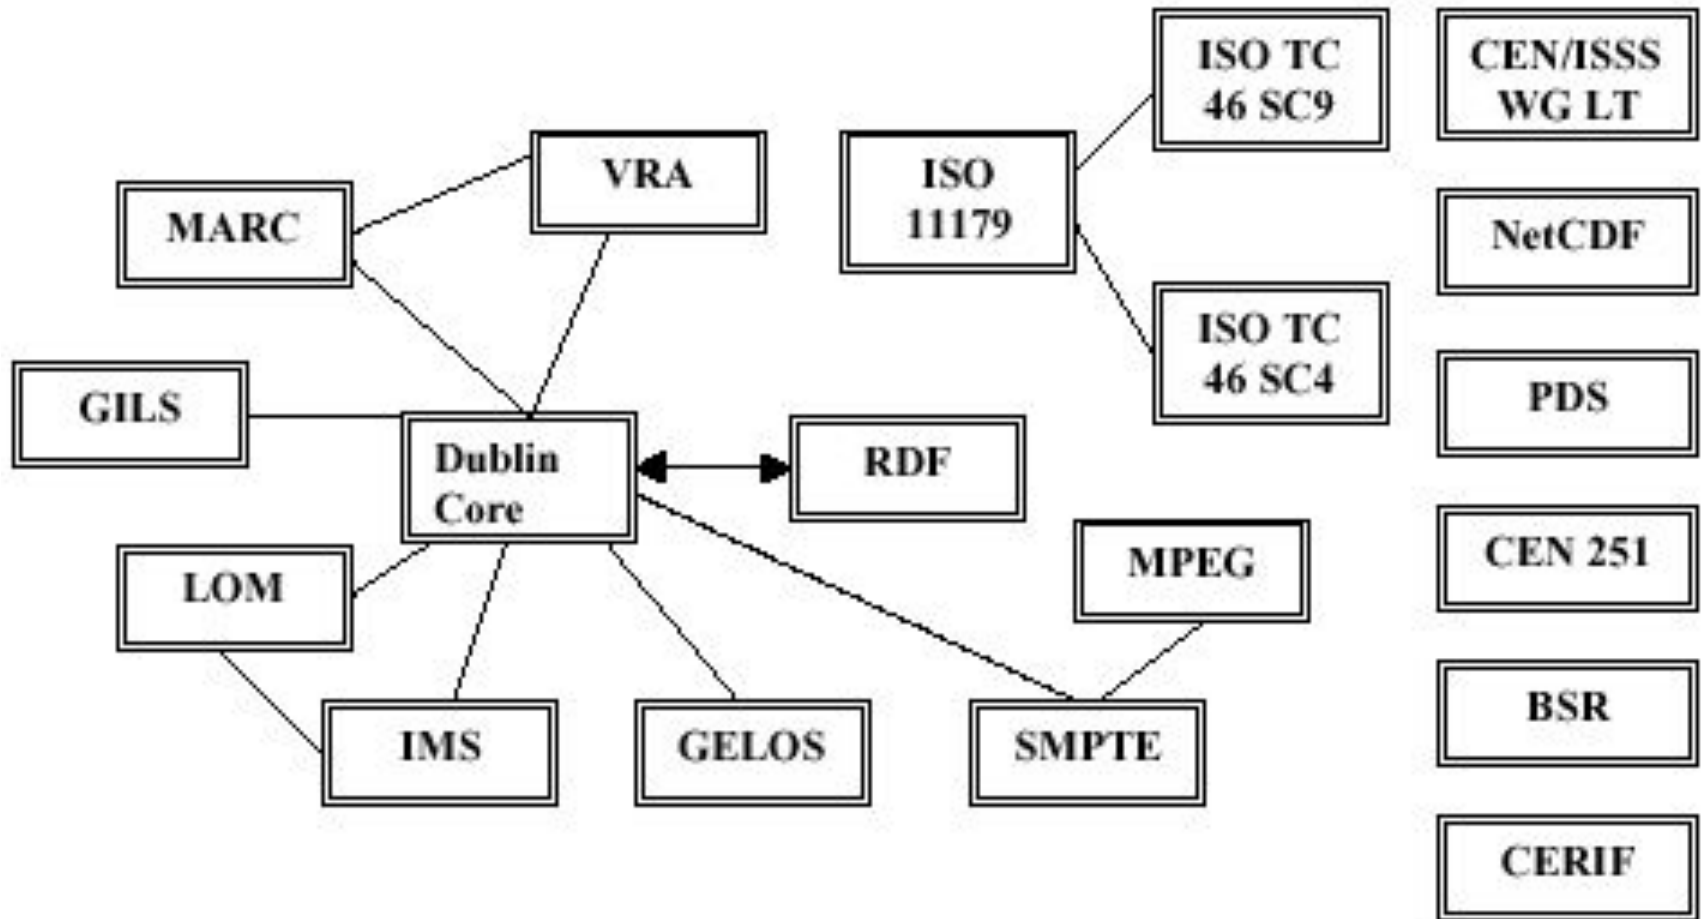 ISO TC
46 SC9
CEN/ISSS
WG LT
VRA
ISO
11179
MARC
NetCDF
ISO TC
46 SC4
GILS
PDS
Dublin
Core
RDF
MPEG
CEN 251
LOM
BSR
IMS
GELOS
SMPTE
CERIF